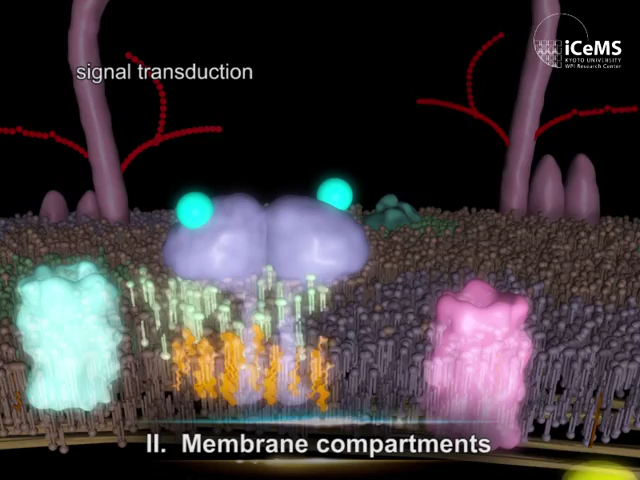 iCeMS
KYOTO UNIVERSITY
WPI Research Center
signal transduction
II. Membrane compartments